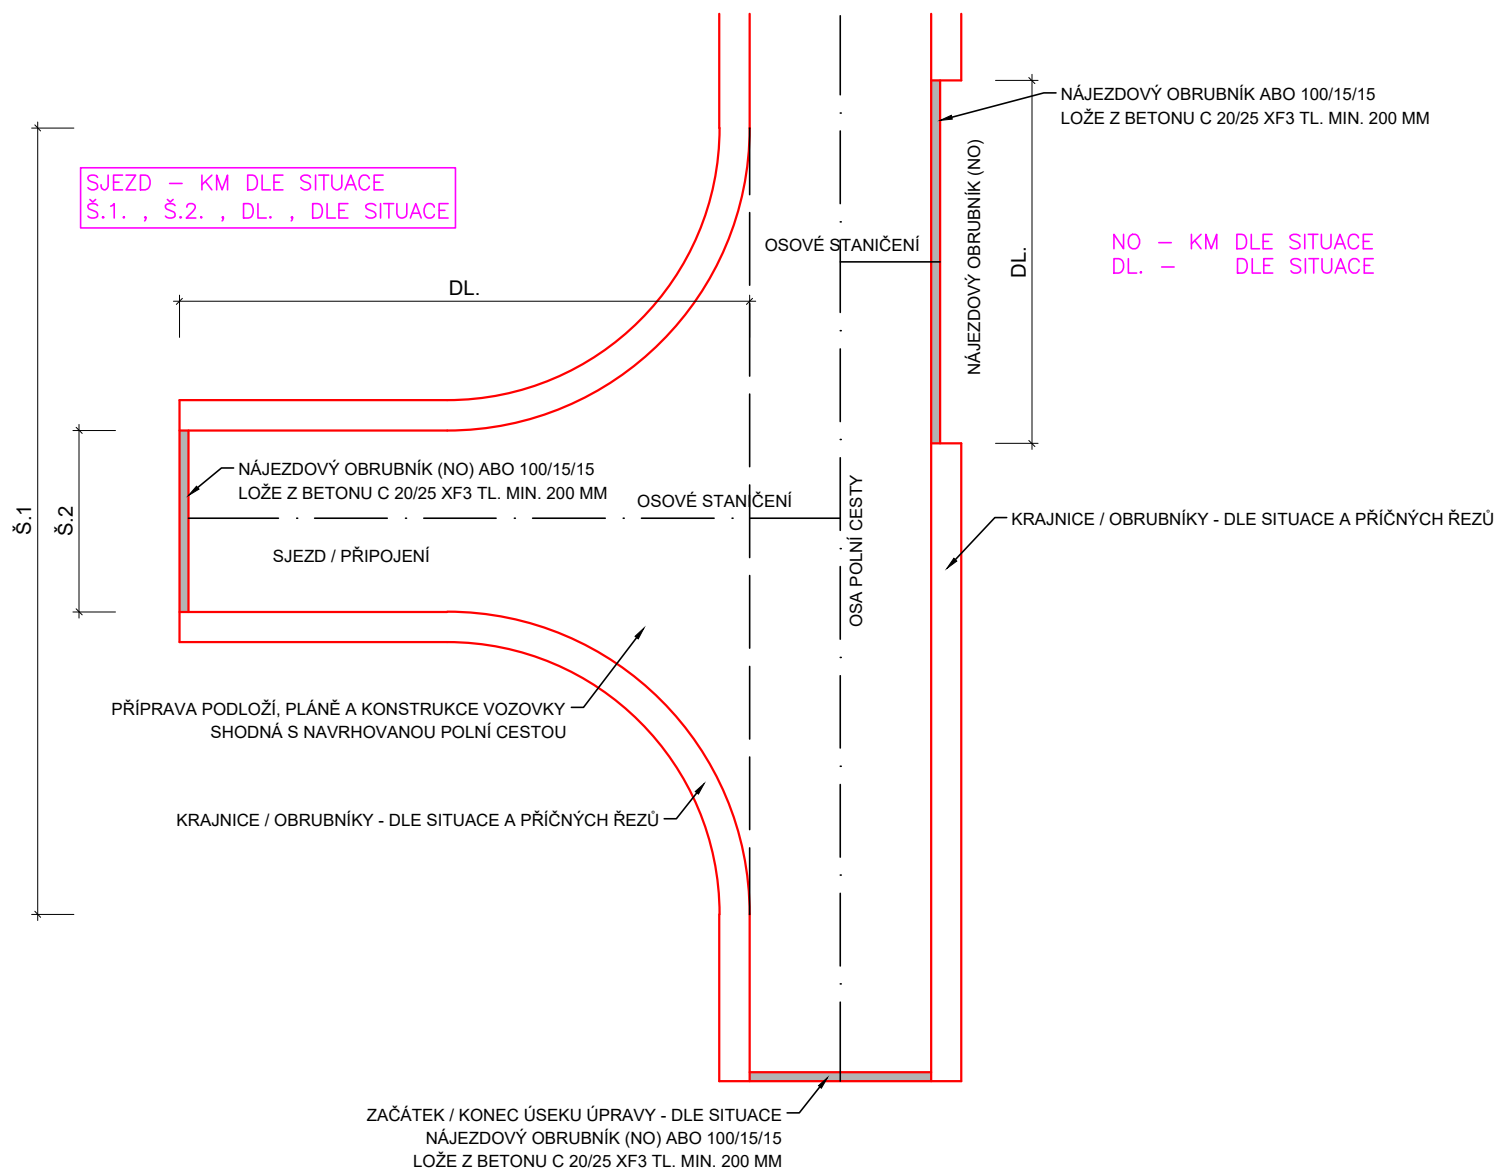 NÁJEZDOVÝ OBRUBNÍK ABO 100/15/15
LOŽE Z BETONU C 20/25 XF3 TL. MIN. 200 MM
SJEZD – KM DLE SITUACE
Š.1. , Š.2. , DL. , DLE SITUACE
OSOVÉ STANIČENÍ
NÁJEZDOVÝ OBRUBNÍK (NO)
DL.
NO – KM DLE SITUACE
DL. – DLE SITUACE
DL.
NÁJEZDOVÝ OBRUBNÍK (NO) ABO 100/15/15
LOŽE Z BETONU C 20/25 XF3 TL. MIN. 200 MM
OSOVÉ STANIČENÍ
Š.1
Š.2
SJEZD / PŘIPOJENÍ
OSA POLNÍ CESTY
KRAJNICE / OBRUBNÍKY - DLE SITUACE A PŘÍČNÝCH ŘEZŮ
PŘÍPRAVA PODLOŽÍ, PLÁNĚ A KONSTRUKCE VOZOVKY
SHODNÁ S NAVRHOVANOU POLNÍ CESTOU
KRAJNICE / OBRUBNÍKY - DLE SITUACE A PŘÍČNÝCH ŘEZŮ
ZAČÁTEK / KONEC ÚSEKU ÚPRAVY - DLE SITUACE
NÁJEZDOVÝ OBRUBNÍK (NO) ABO 100/15/15
LOŽE Z BETONU C 20/25 XF3 TL. MIN. 200 MM